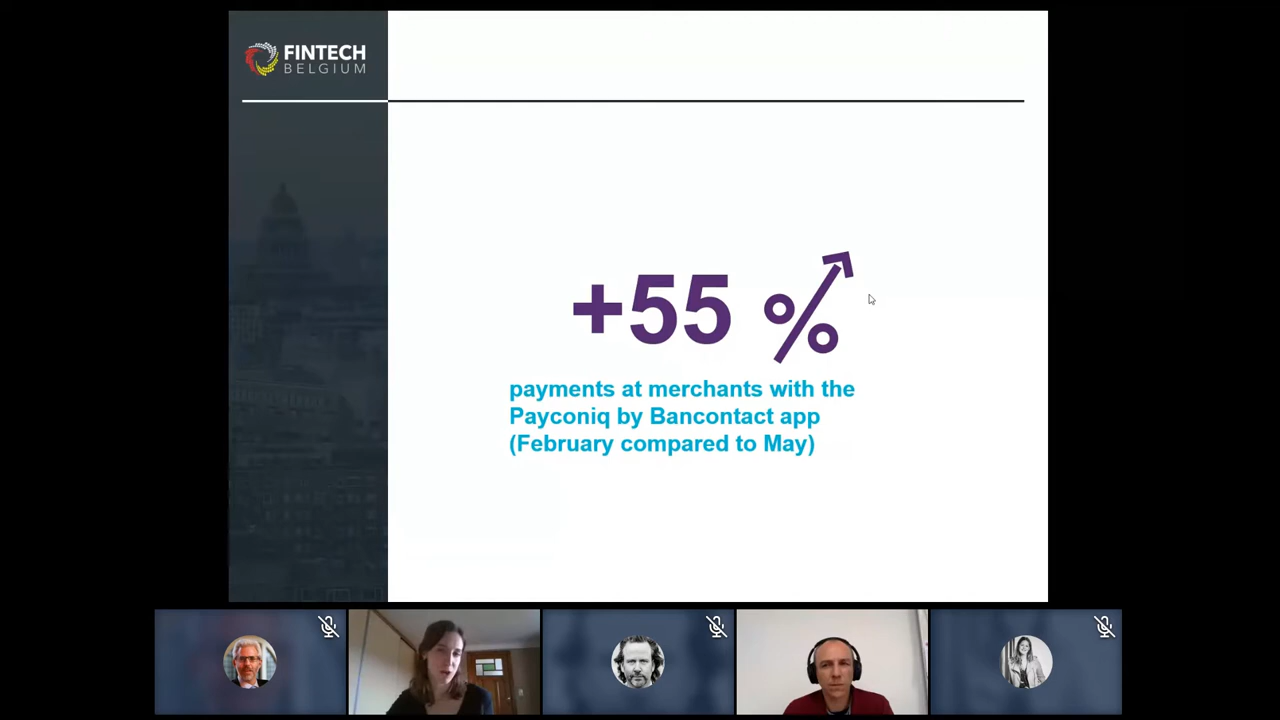 FINTECH
BELGIUM
+55 %
payments at merchants with the
Payconiq by Bancontact app
(February compared to May)